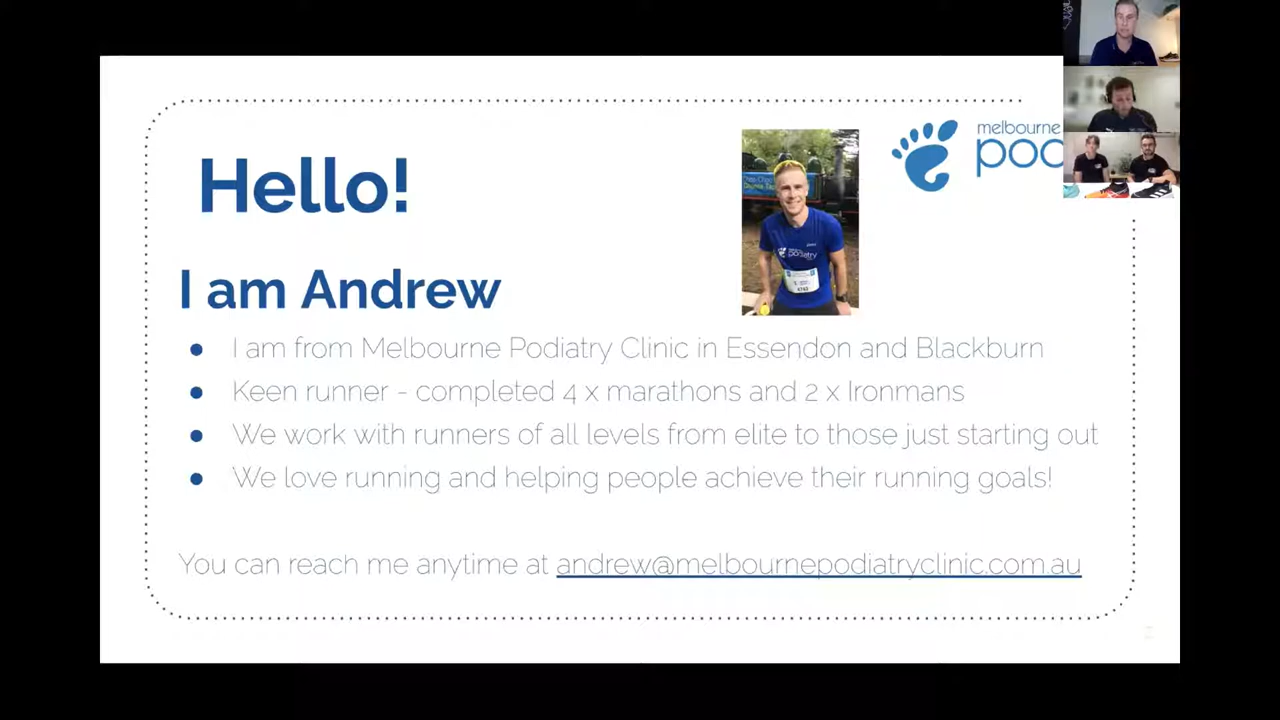 Hello!
melbourne
poc
I am Andrew
I am from Melbourne Podiatry Clinic in Essendon and Blackburn
Keen runner - completed 4 x marathons and 2 x Ironmans
We work with runners of all levels from elite to those just starting out
We love running and helping people achieve their running goals!
You can reach me anytime at andrew@melbournepodiatryclinic.com.au